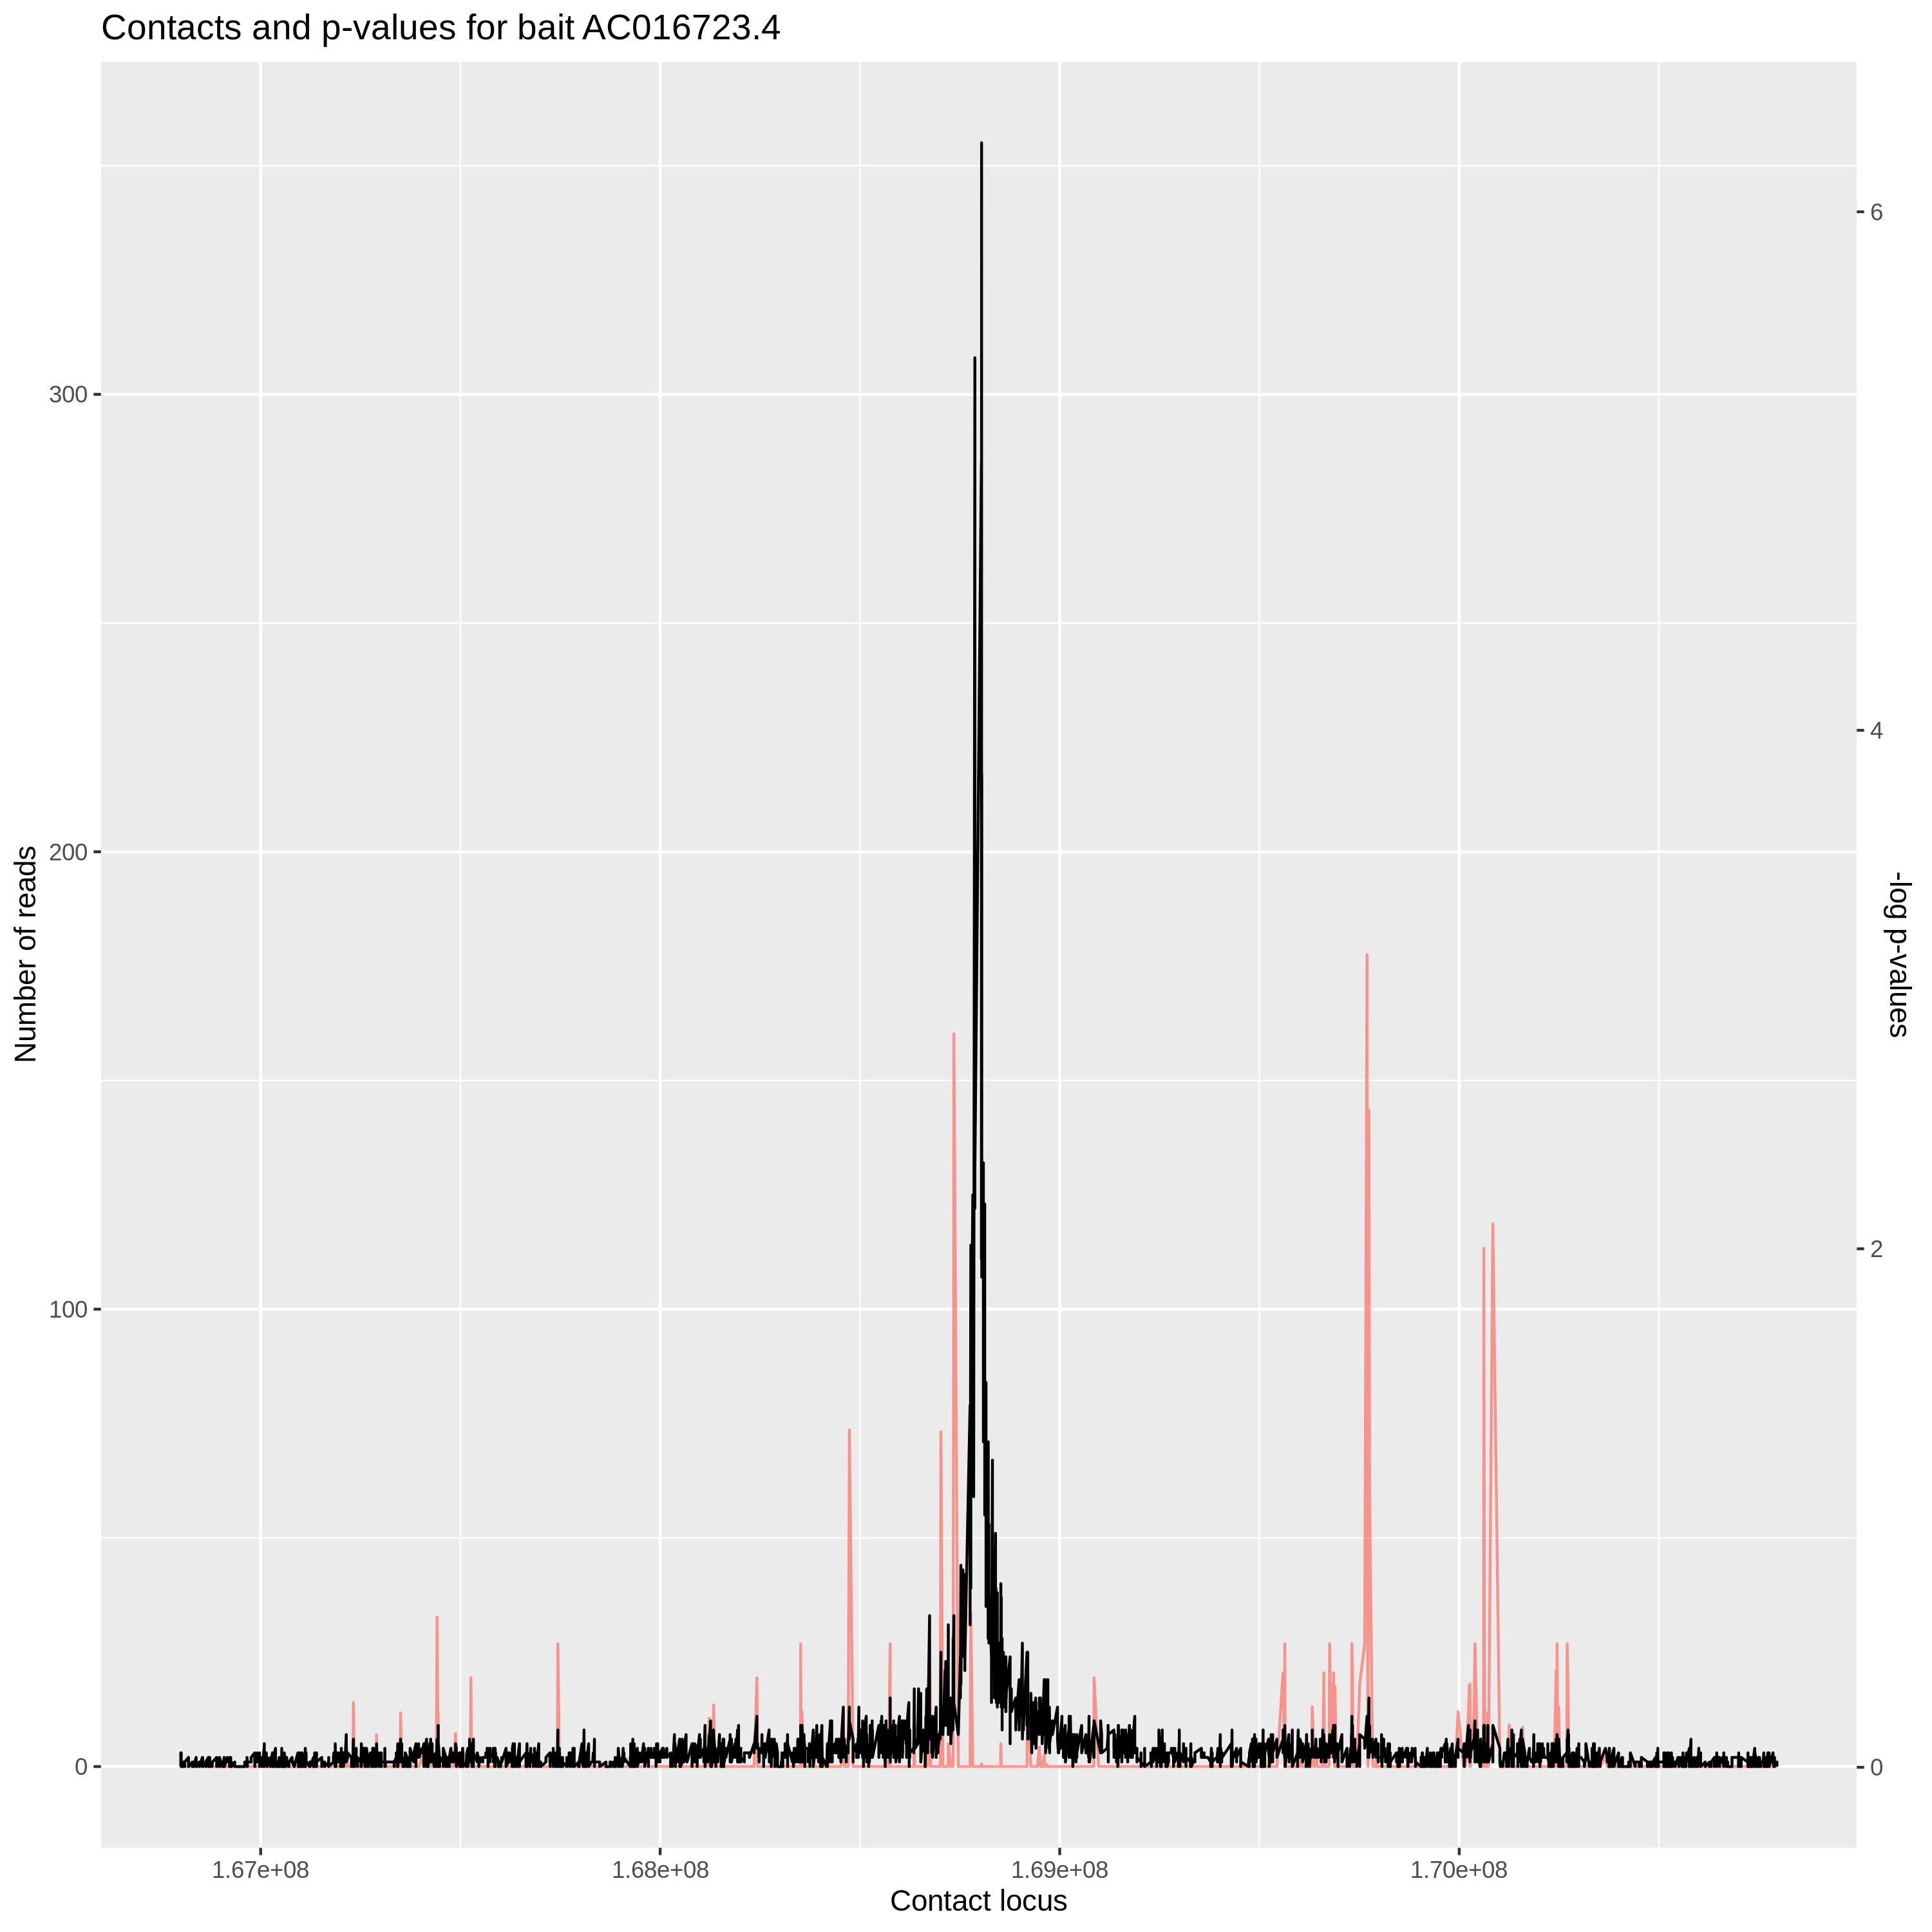 Contacts and p-values for bait AC016723.4
Number of reads
300
200
100
0
6
4
2
0
-log p-values
1.67e+08 1.68e+08 1.69e+08 1.70e+08
Contact locus